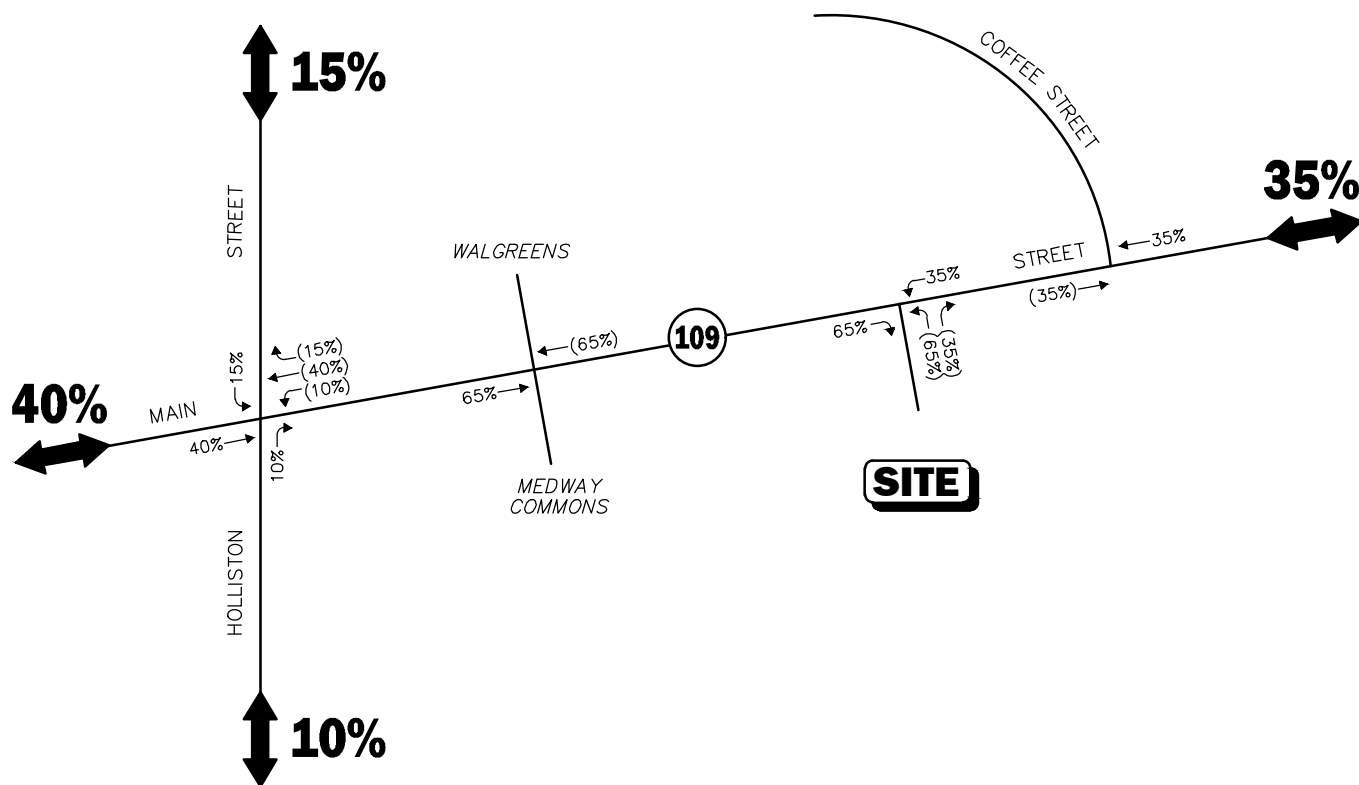 15%
COFFEE STREET
35%
STREET
WALGREENS
35%
STREET
35%
(35%)
109
(65%)
65%
(65%)
(35%)
15%
(15%)
(40%)
(10%)
65%
40%
MAIN
40%
10%
MEDWAY
COMMONS
SITE
HOLLISTON
10%